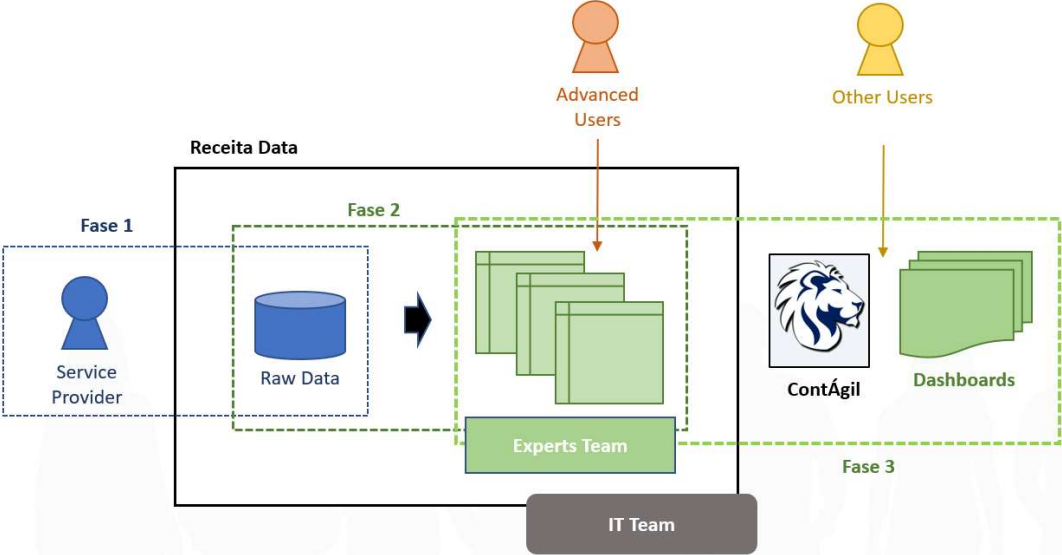 Advanced
Users
Other Users
Receita Data
Fase 2
Fase 1
Service
Provider
Raw Data
ContÁgil
Dashboards
Experts Team
Fase 3
IT Team